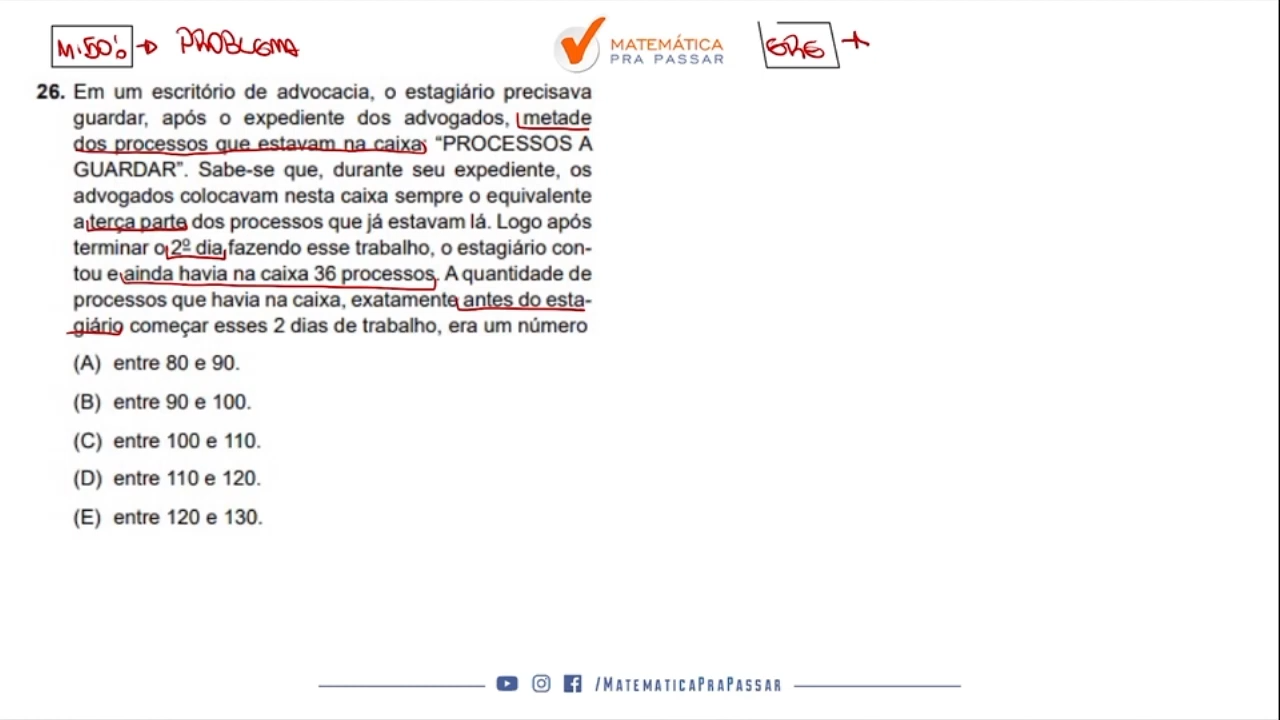 M.50% → PROBLEMA
MATEMÁTICA
PRA PASSAR
26. Em um escritório de advocacia, o estagiário precisava
guardar, após o expediente dos advogados, metade
dos processos que estavam na caixa: “PROCESSOS A
GUARDAR”. Sabe-se que, durante seu expediente, os
advogados colocavam nesta caixa sempre o equivalente
a terça parte dos processos que já estavam lá. Logo após
terminar o 2º dia fazendo esse trabalho, o estagiário con-
tou e ainda havia na caixa 36 processos. A quantidade de
processos que havia na caixa, exatamente antes do esta-
giário começar esses 2 dias de trabalho, era um número
(A) entre 80 e 90.
(B) entre 90 e 100.
(C) entre 100 e 110.
(D) entre 110 e 120.
(E) entre 120 e 130.
/MATEMATICAPRAPASSAR